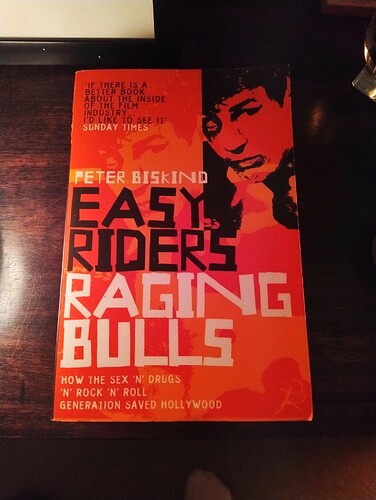 'IF THERE IS A
BETTER BOOK
ABOUT THE INSIDE
OF THE FILM
INDUSTRY...
I'D LIKE TO SEE IT'
SUNDAY TIMES
PETER BISKIND
EASY
RIDERS
RAGING
BULLS
HOW THE SEX 'N' DRUGS
'N' ROCK 'N' ROLL
GENERATION SAVED HOLLYWOOD